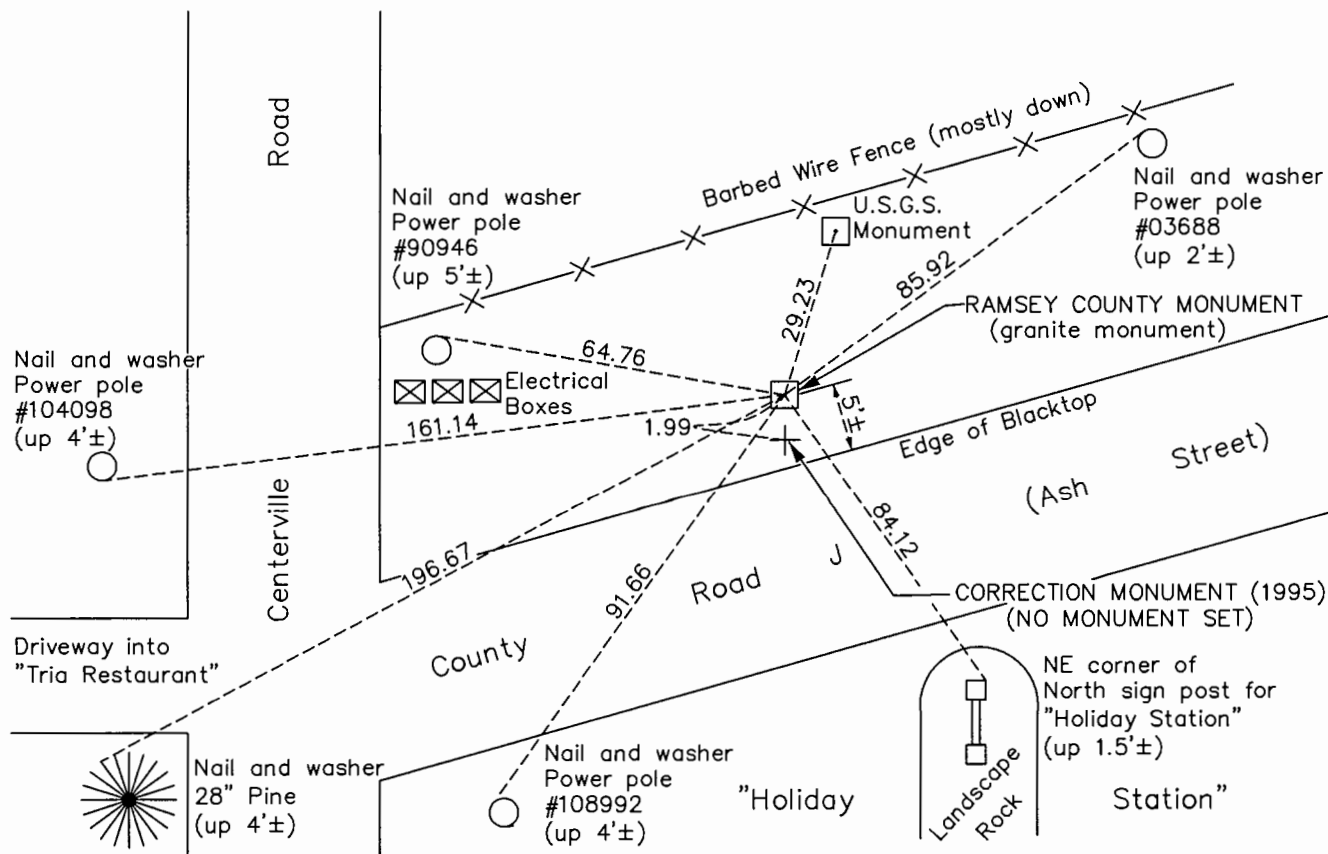 Road
Centerville
Barbed Wire Fence (mostly down)
Nail and washer
Power pole
#90946
(up 5'±)
U.S.G.S.
Monument
Nail and washer
Power pole
#03688
(up 2'±)
85.92
29.23
RAMSEY COUNTY MONUMENT
(granite monument)
64.76
Nail and washer
Power pole
#104098
(up 4'±)
Electrical
Boxes
161.14
1.99
5'±
Edge of Blacktop
(Ash Street)
84.12
196.67
91.66
County Road J
CORRECTION MONUMENT (1995)
(NO MONUMENT SET)
Driveway into
"Tria Restaurant"
NE corner of
North sign post for
"Holiday Station"
(up 1.5'±)
Nail and washer
28" Pine
(up 4'±)
Nail and washer
Power pole
#108992
(up 4'±)
"Holiday Station"
Landscape
Rock